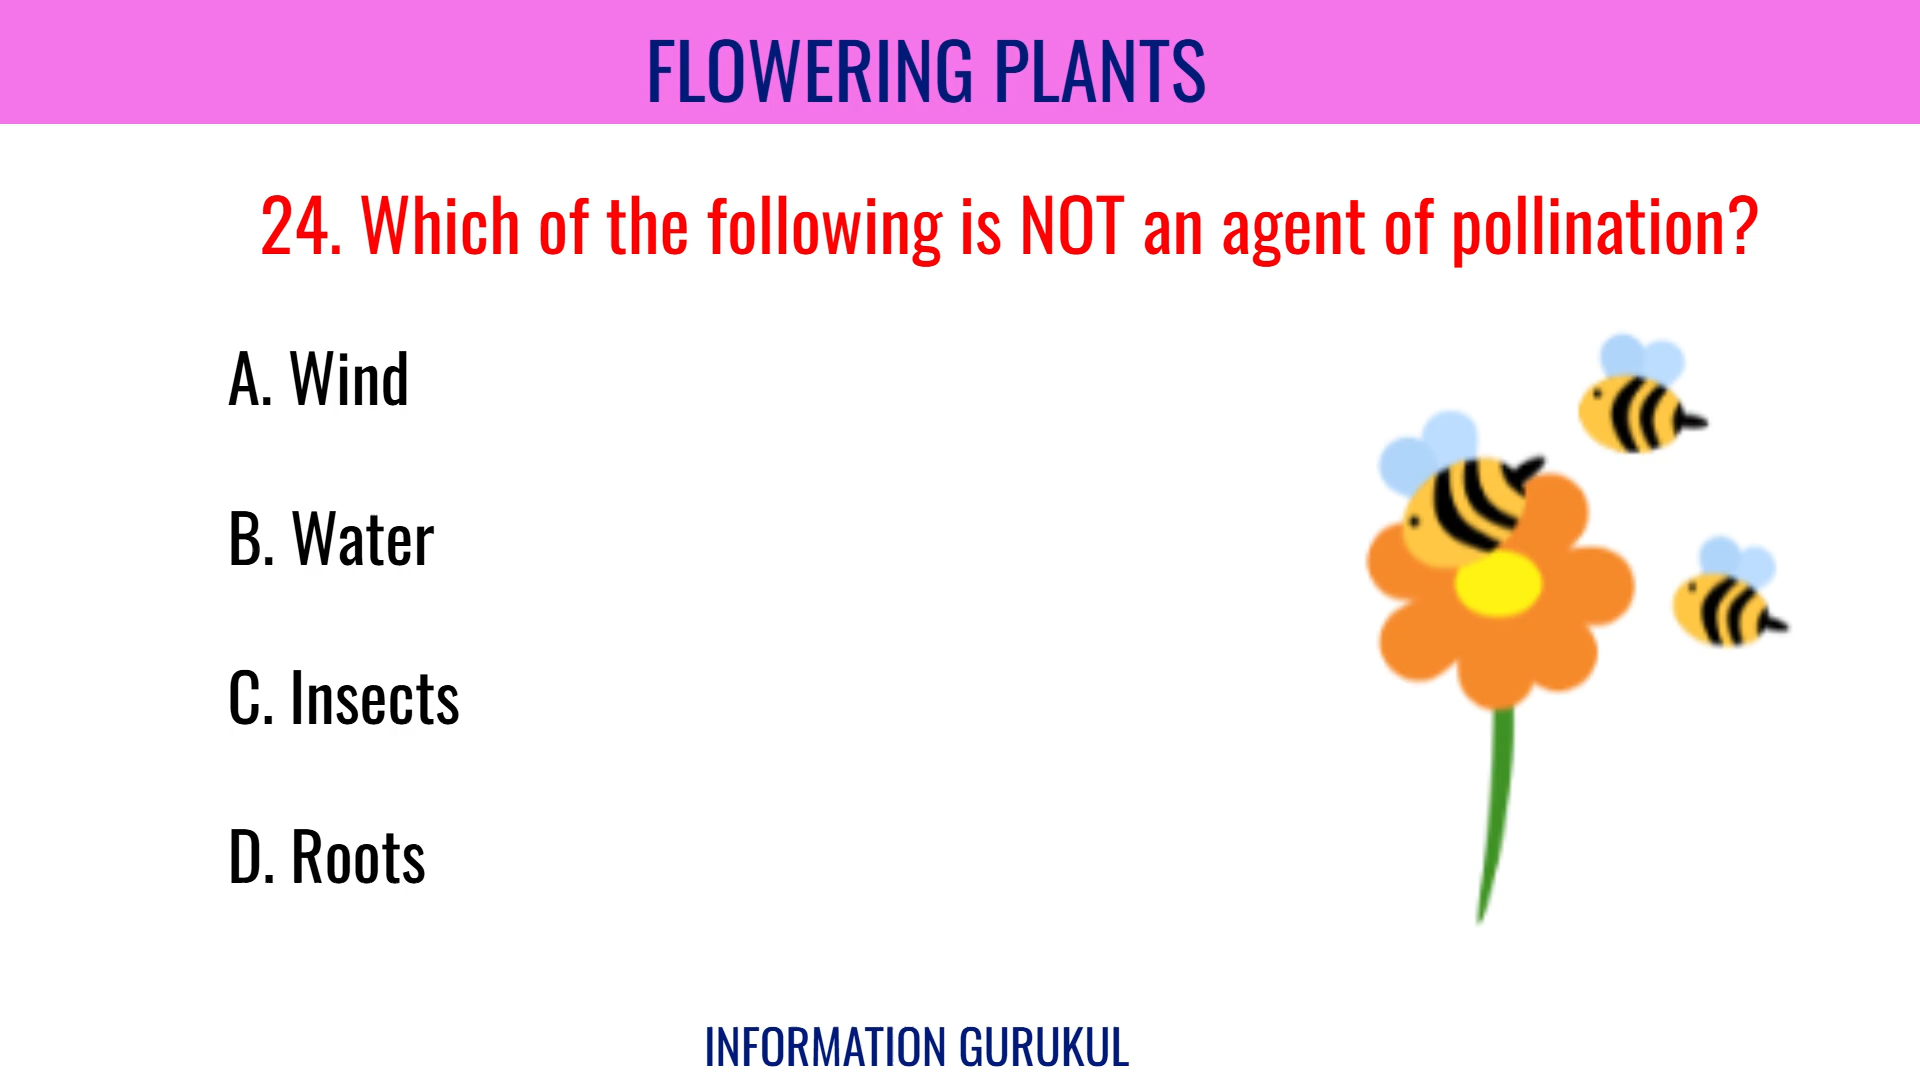 FLOWERING PLANTS
24. Which of the following is NOT an agent of pollination?
A. Wind
B. Water
C. Insects
D. Roots
INFORMATION GURUKUL